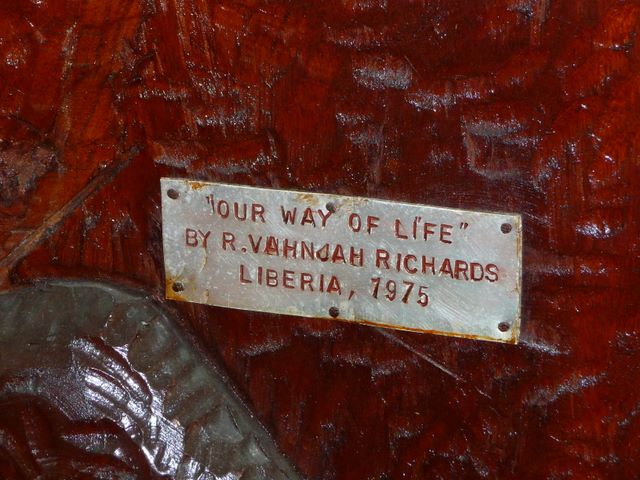 "OUR WAY OF LIFE"
BY R.VAHNJAH RICHARDS
LIBERIA, 1975